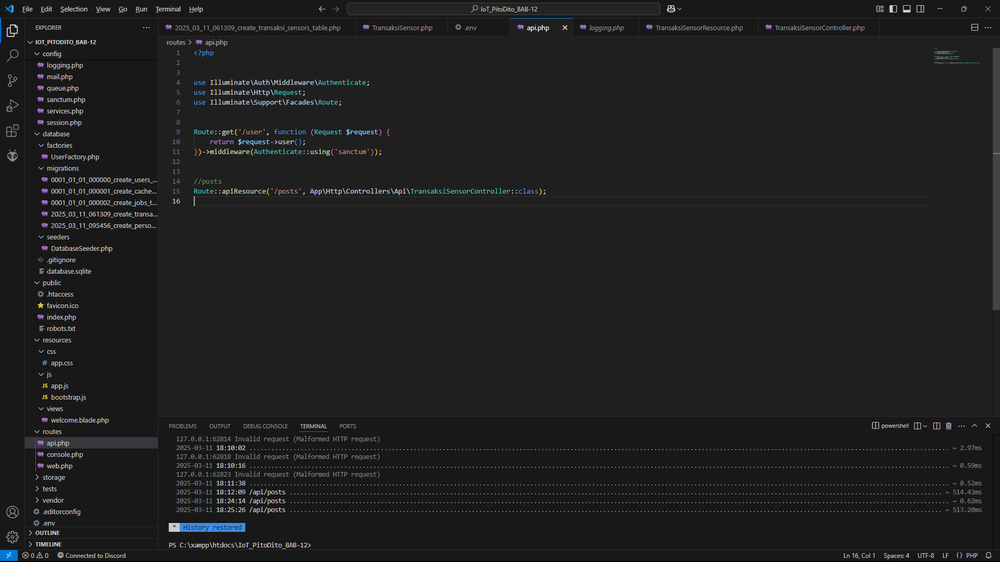 File Edit Selection View Go Run Terminal Help
IoT_PitoDito_BAB-12
EXPLORER
IOT_PITODITO_BAB-12
config
logging.php
mail.php
queue.php
sanctum.php
services.php
session.php
database
factories
UserFactory.php
migrations
0001_01_01_000000_create_users_...
0001_01_01_000001_create_cache...
0001_01_01_000002_create_jobs_t...
2025_03_11_061309_create_transa...
2025_03_11_095456_create_perso...
seeders
DatabaseSeeder.php
.gitignore
database.sqlite
public
.htaccess
favicon.ico
index.php
robots.txt
resources
css
# app.css
js
JS app.js
JS bootstrap.js
views
welcome.blade.php
routes
api.php
console.php
web.php
storage
tests
vendor
.editorconfig
.env
OUTLINE
TIMELINE
2025_03_11_061309_create_transaksi_sensors_table.php TransaksiSensor.php .env api.php logging.php TransaksiSensorResource.php TransaksiSensorController.php
routes > api.php
1 <?php
2
3
4 use Illuminate\Auth\Middleware\Authenticate;
5 use Illuminate\Http\Request;
6 use Illuminate\Support\Facades\Route;
7
8
9 Route::get('/user', function (Request $request) {
10     return $request->user();
11 })->middleware(Authenticate::using('sanctum'));
12
13
14 //posts
15 Route::apiResource('/posts', App\Http\Controllers\Api\TransaksiSensorController::class);
16
PROBLEMS OUTPUT DEBUG CONSOLE TERMINAL PORTS
powershell
127.0.0.1:62814 Invalid request (Malformed HTTP request)
2025-03-11 18:10:02 ........ ~ 2.97ms
127.0.0.1:62818 Invalid request (Malformed HTTP request)
2025-03-11 18:10:16 ........ ~ 0.59ms
127.0.0.1:62823 Invalid request (Malformed HTTP request)
2025-03-11 18:11:38 ........ ~ 0.52ms
2025-03-11 18:12:09 /api/posts ........ ~ 514.43ms
2025-03-11 18:24:14 /api/posts ........ ~ 0.62ms
2025-03-11 18:25:26 /api/posts ........ ~ 513.20ms
* History restored
PS C:\xampp\htdocs\IoT_PitoDito_BAB-12>
0 0 Connected to Discord
Ln 16, Col 1 Spaces: 4 UTF-8 LF {} PHP